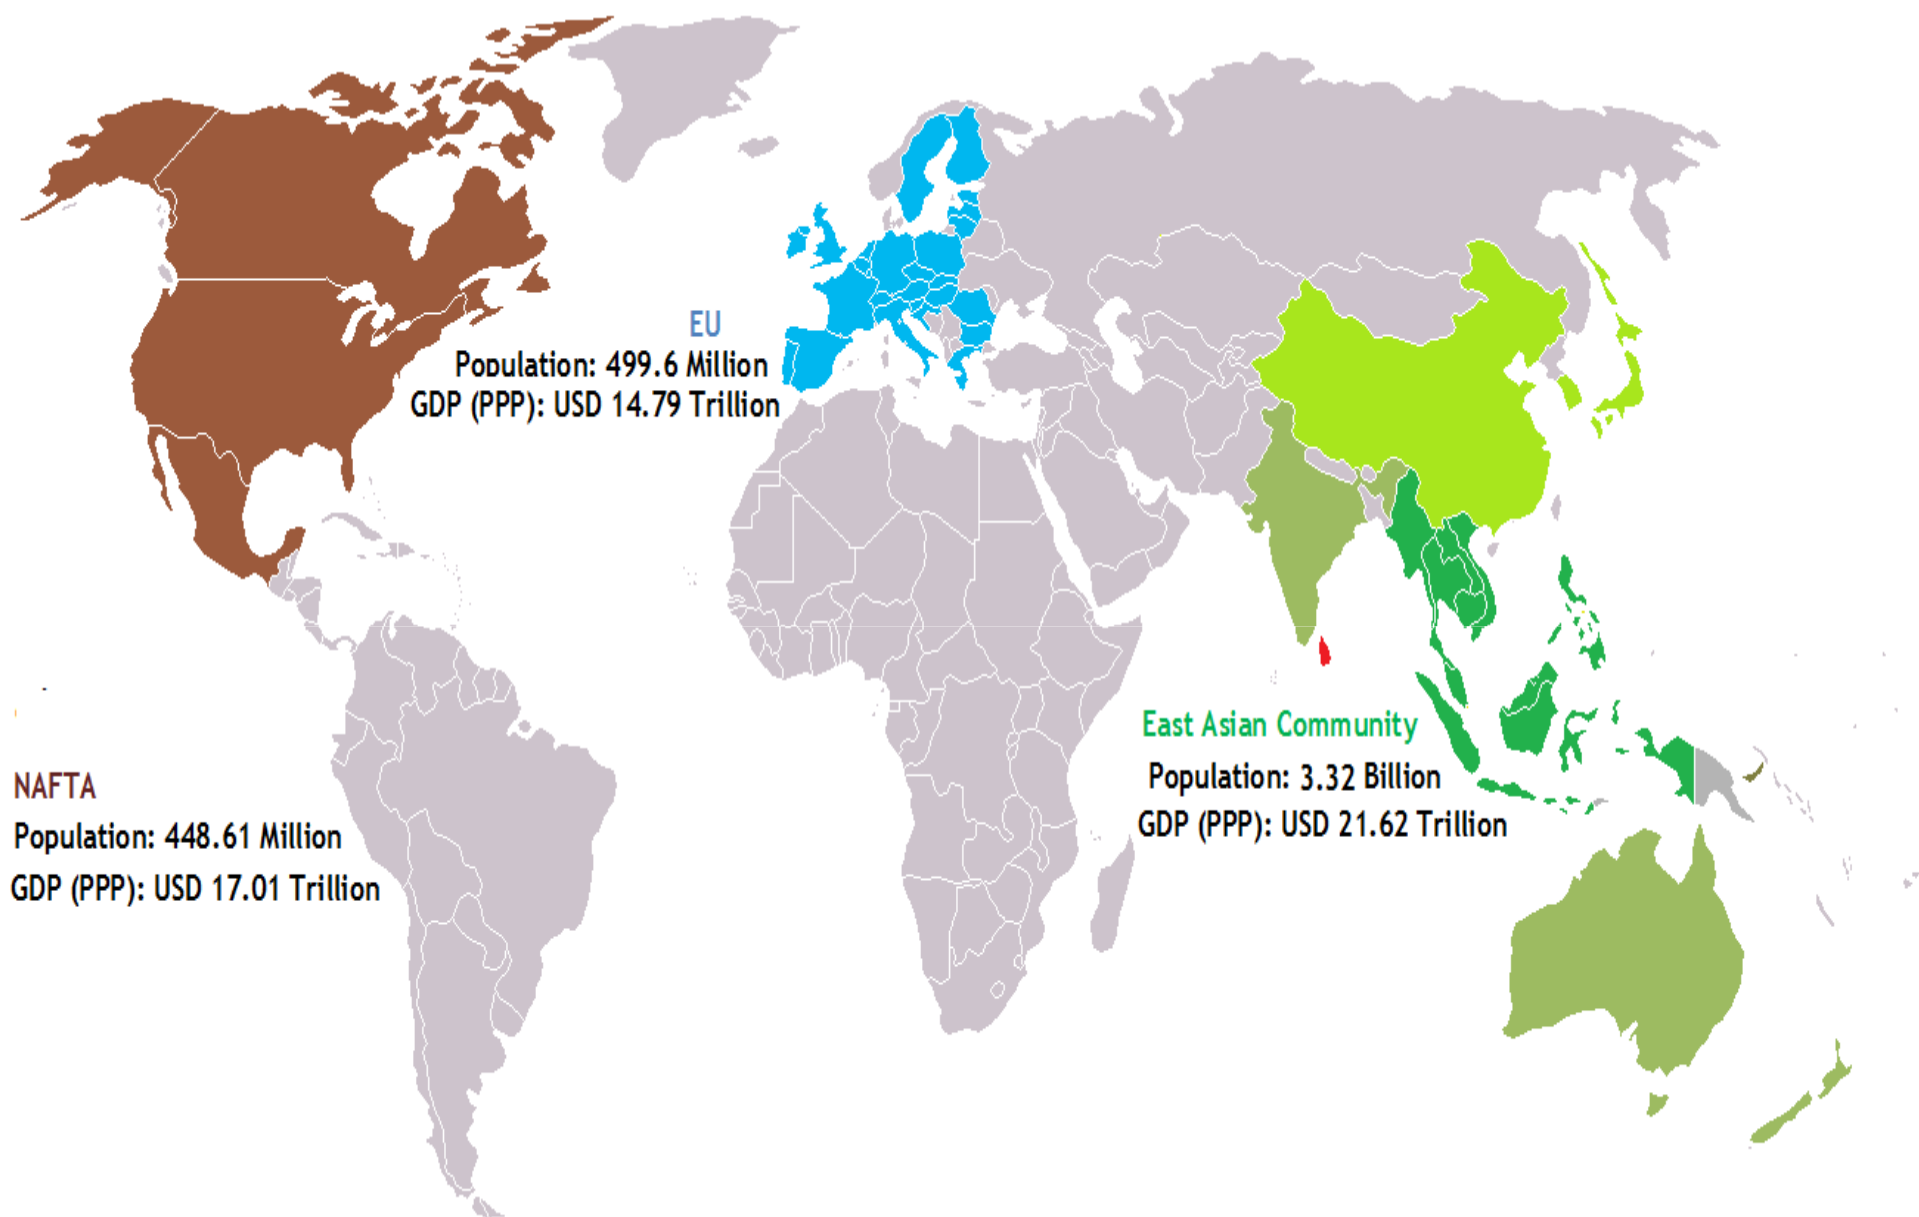 EU
Population: 499.6 Million
GDP (PPP): USD 14.79 Trillion
East Asian Community
Population: 3.32 Billion
GDP (PPP): USD 21.62 Trillion
NAFTA
Population: 448.61 Million
GDP (PPP): USD 17.01 Trillion